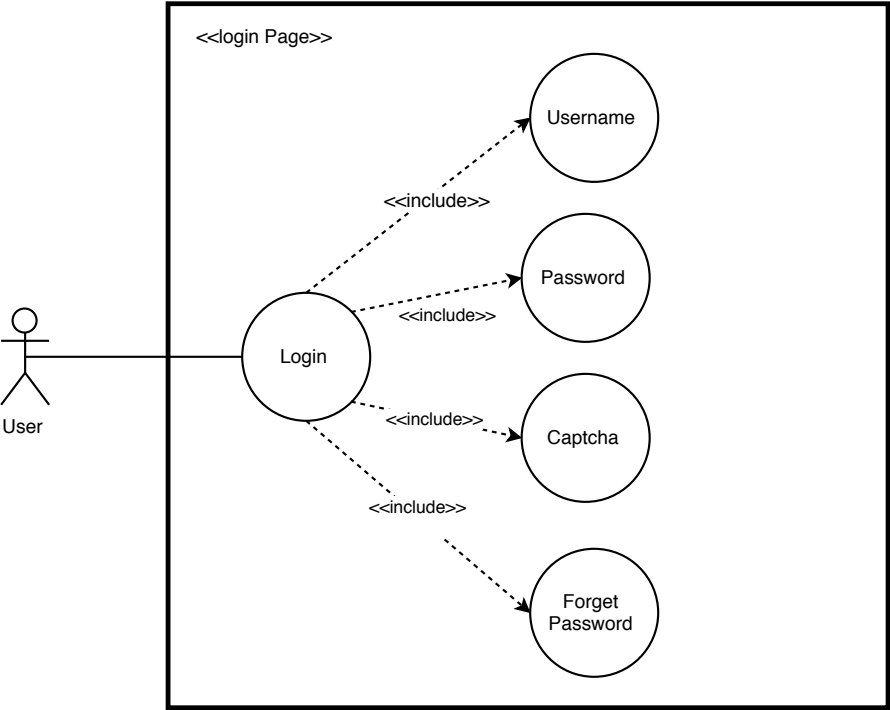 <<login Page>>
Username
<<include>>
Password
<<include>>
Login
User
<<include>>
Captcha
<<include>>
Forget
Password